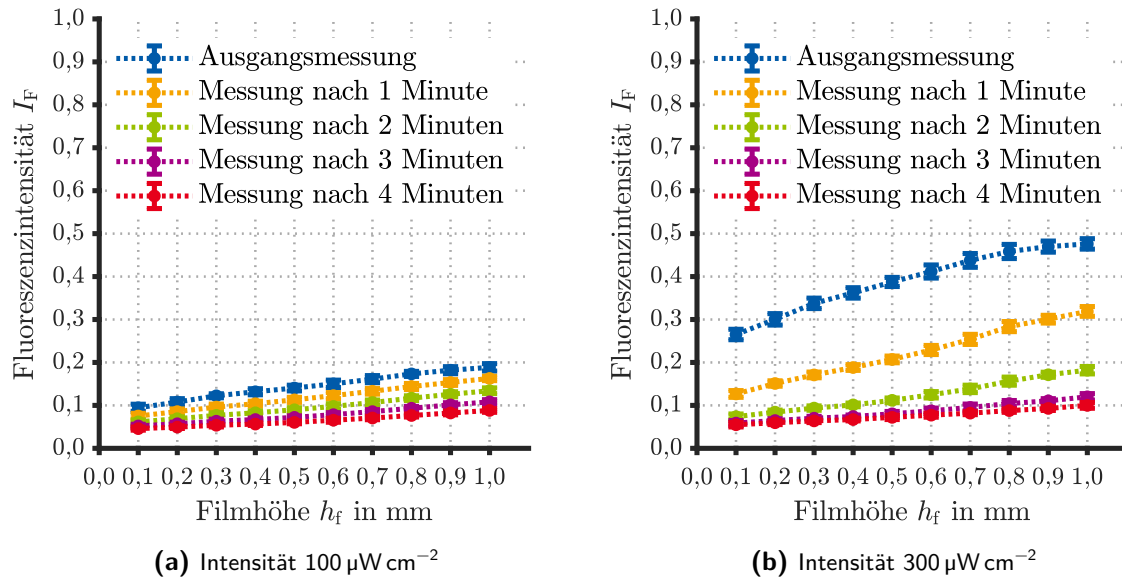 1,0
0,9
0,8
0,7
0,6
0,5
0,4
0,3
0,2
0,1
0,0
Fluoreszenzintensität I_F
Ausgangsmessung
Messung nach 1 Minute
Messung nach 2 Minuten
Messung nach 3 Minuten
Messung nach 4 Minuten
0,0 0,1 0,2 0,3 0,4 0,5 0,6 0,7 0,8 0,9 1,0
Filmhöhe h_f in mm
(a) Intensität 100 µW cm⁻²
1,0
0,9
0,8
0,7
0,6
0,5
0,4
0,3
0,2
0,1
0,0
Fluoreszenzintensität I_F
Ausgangsmessung
Messung nach 1 Minute
Messung nach 2 Minuten
Messung nach 3 Minuten
Messung nach 4 Minuten
0,0 0,1 0,2 0,3 0,4 0,5 0,6 0,7 0,8 0,9 1,0
Filmhöhe h_f in mm
(b) Intensität 300 µW cm⁻²